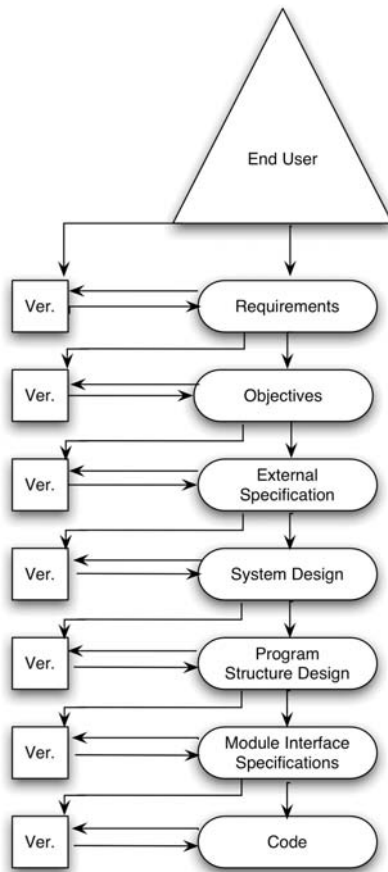 End User
Ver.
Requirements
Ver.
Objectives
Ver.
External
Specification
Ver.
System Design
Ver.
Program
Structure Design
Ver.
Module Interface
Specifications
Ver.
Code